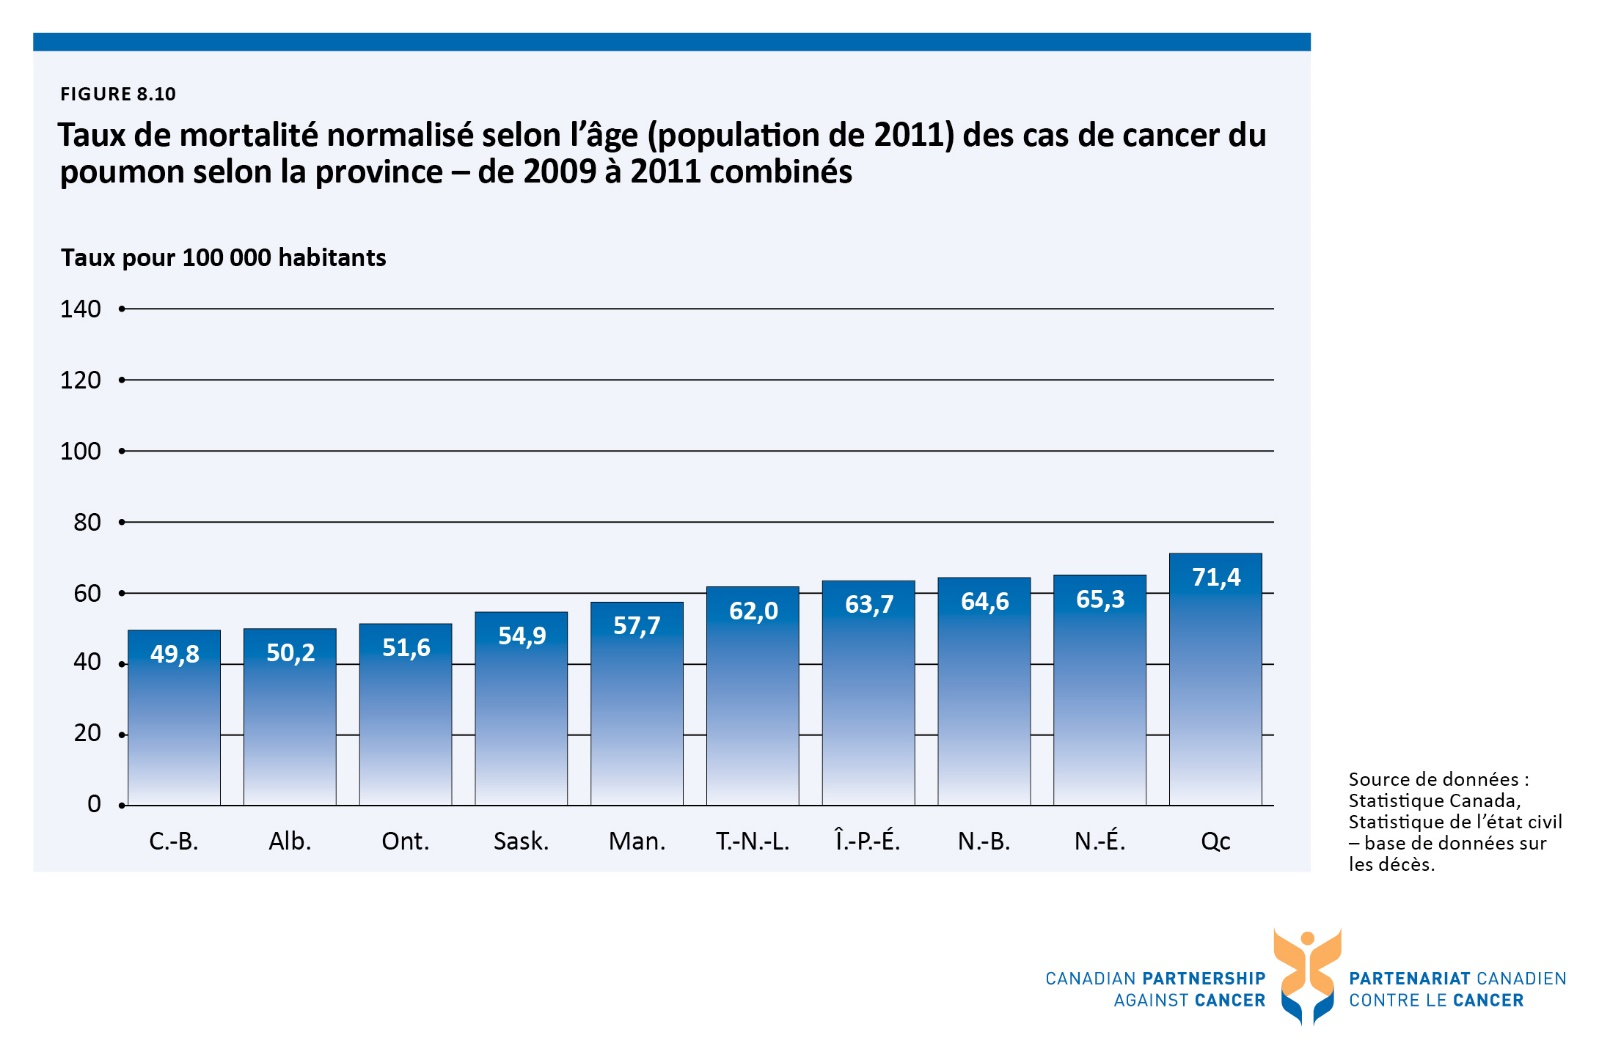 FIGURE 8.10
Taux de mortalité normalisé selon l’âge (population de 2011) des cas de cancer du
poumon selon la province – de 2009 à 2011 combinés
Taux pour 100 000 habitants
140
120
100
80
60
40
20
0
49,8
50,2
51,6
54,9
57,7
62,0
63,7
64,6
65,3
71,4
C.-B.
Alb.
Ont.
Sask.
Man.
T.-N.-L.
Î.-P.-É.
N.-B.
N.-É.
Qc
Source de données :
Statistique Canada,
Statistique de l’état civil
– base de données sur
les décès.
CANADIAN PARTNERSHIP
AGAINST CANCER
PARTENARIAT CANADIEN
CONTRE LE CANCER